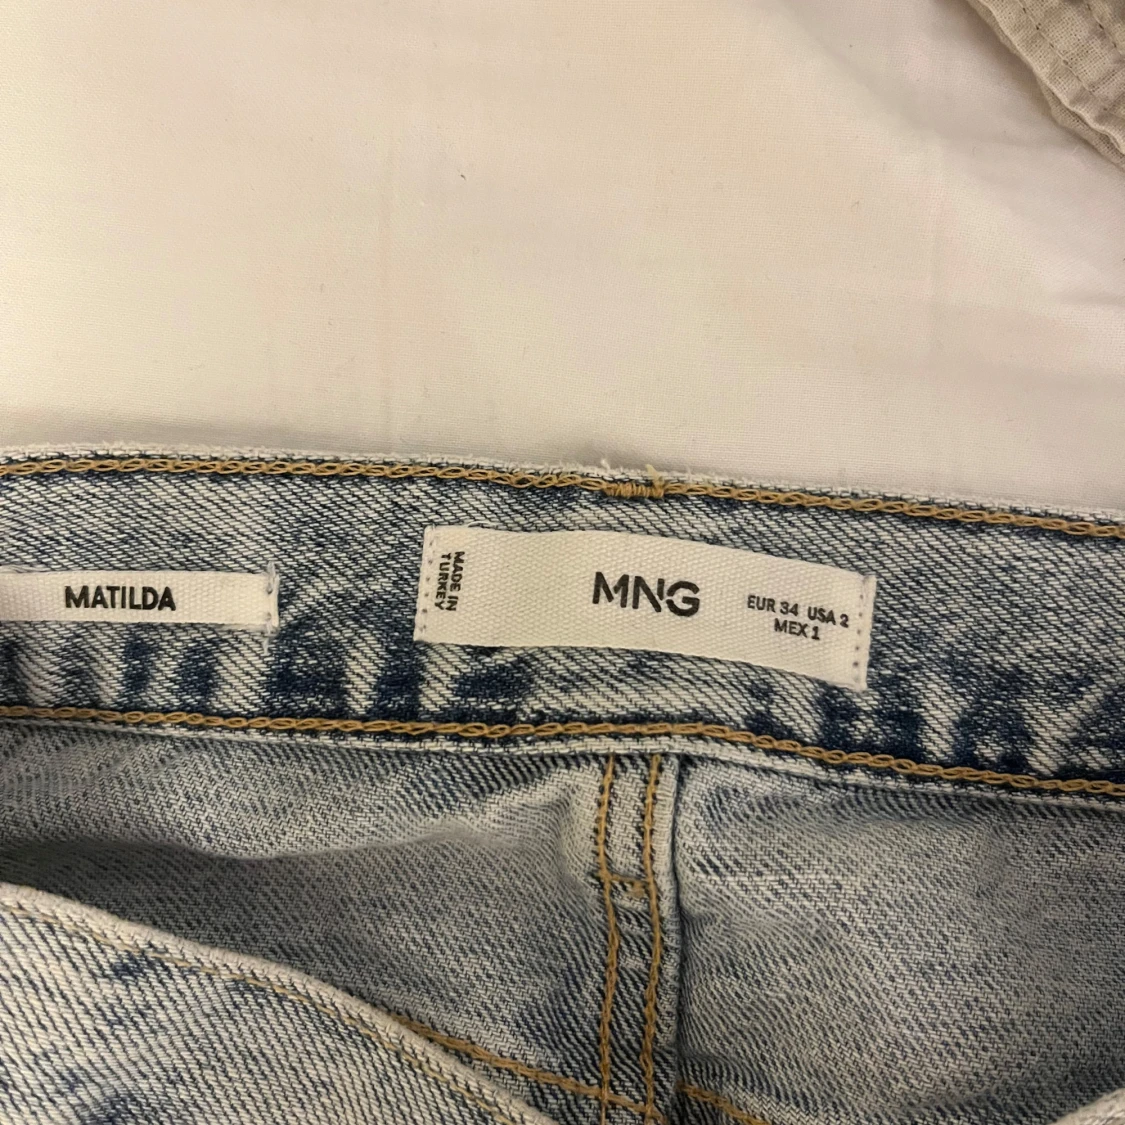 MATILDA
MADE IN
TURKEY
MNG
EUR 34 USA 2
MEX 1